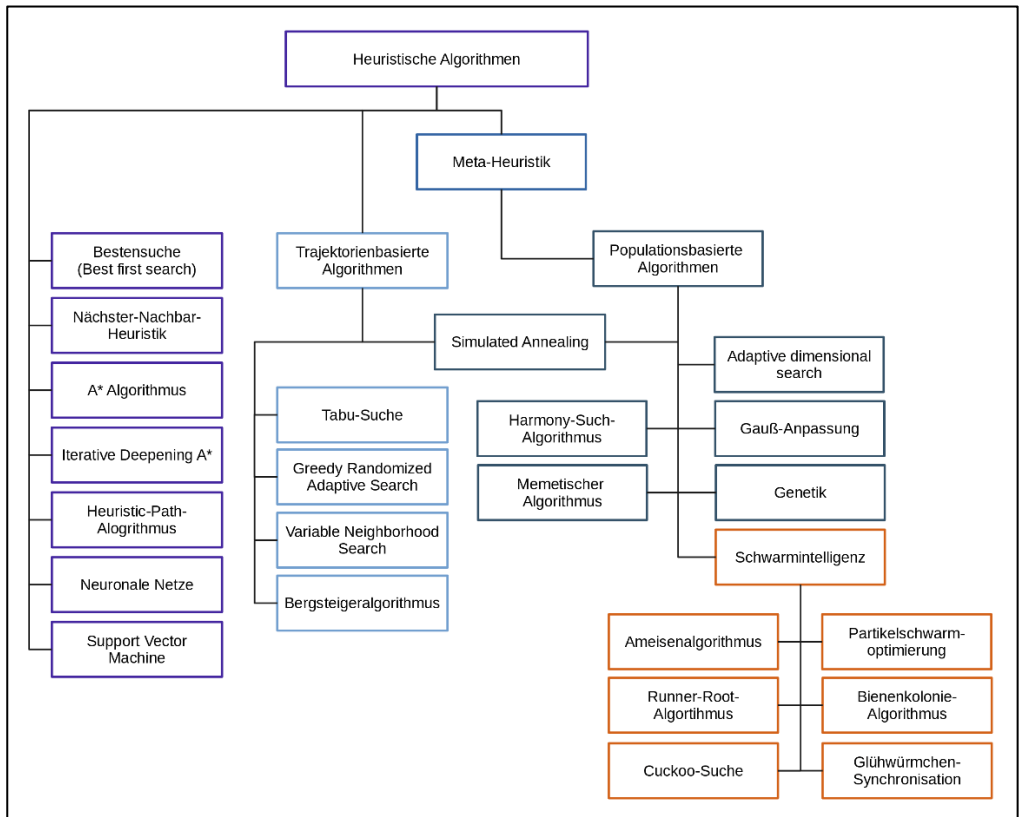 Heuristische Algorithmen
Meta-Heuristik
Bestensuche
(Best first search)
Trajektorienbasierte
Algorithmen
Populationsbasierte
Algorithmen
Nächster-Nachbar-
Heuristik
Simulated Annealing
Adaptive dimensional
search
A* Algorithmus
Tabu-Suche
Harmony-Such-
Algorithmus
Gauß-Anpassung
Iterative Deepening A*
Greedy Randomized
Adaptive Search
Memetischer
Algorithmus
Genetik
Heuristic-Path-
Alogrithmus
Variable Neighborhood
Search
Schwarmintelligenz
Neuronale Netze
Bergsteigeralgorithmus
Support Vector
Machine
Ameisenalgorithmus
Partikelschwarm-
optimierung
Runner-Root-
Algortihmus
Bienenkolonie-
Algorithmus
Cuckoo-Suche
Glühwürmchen-
Synchronisation